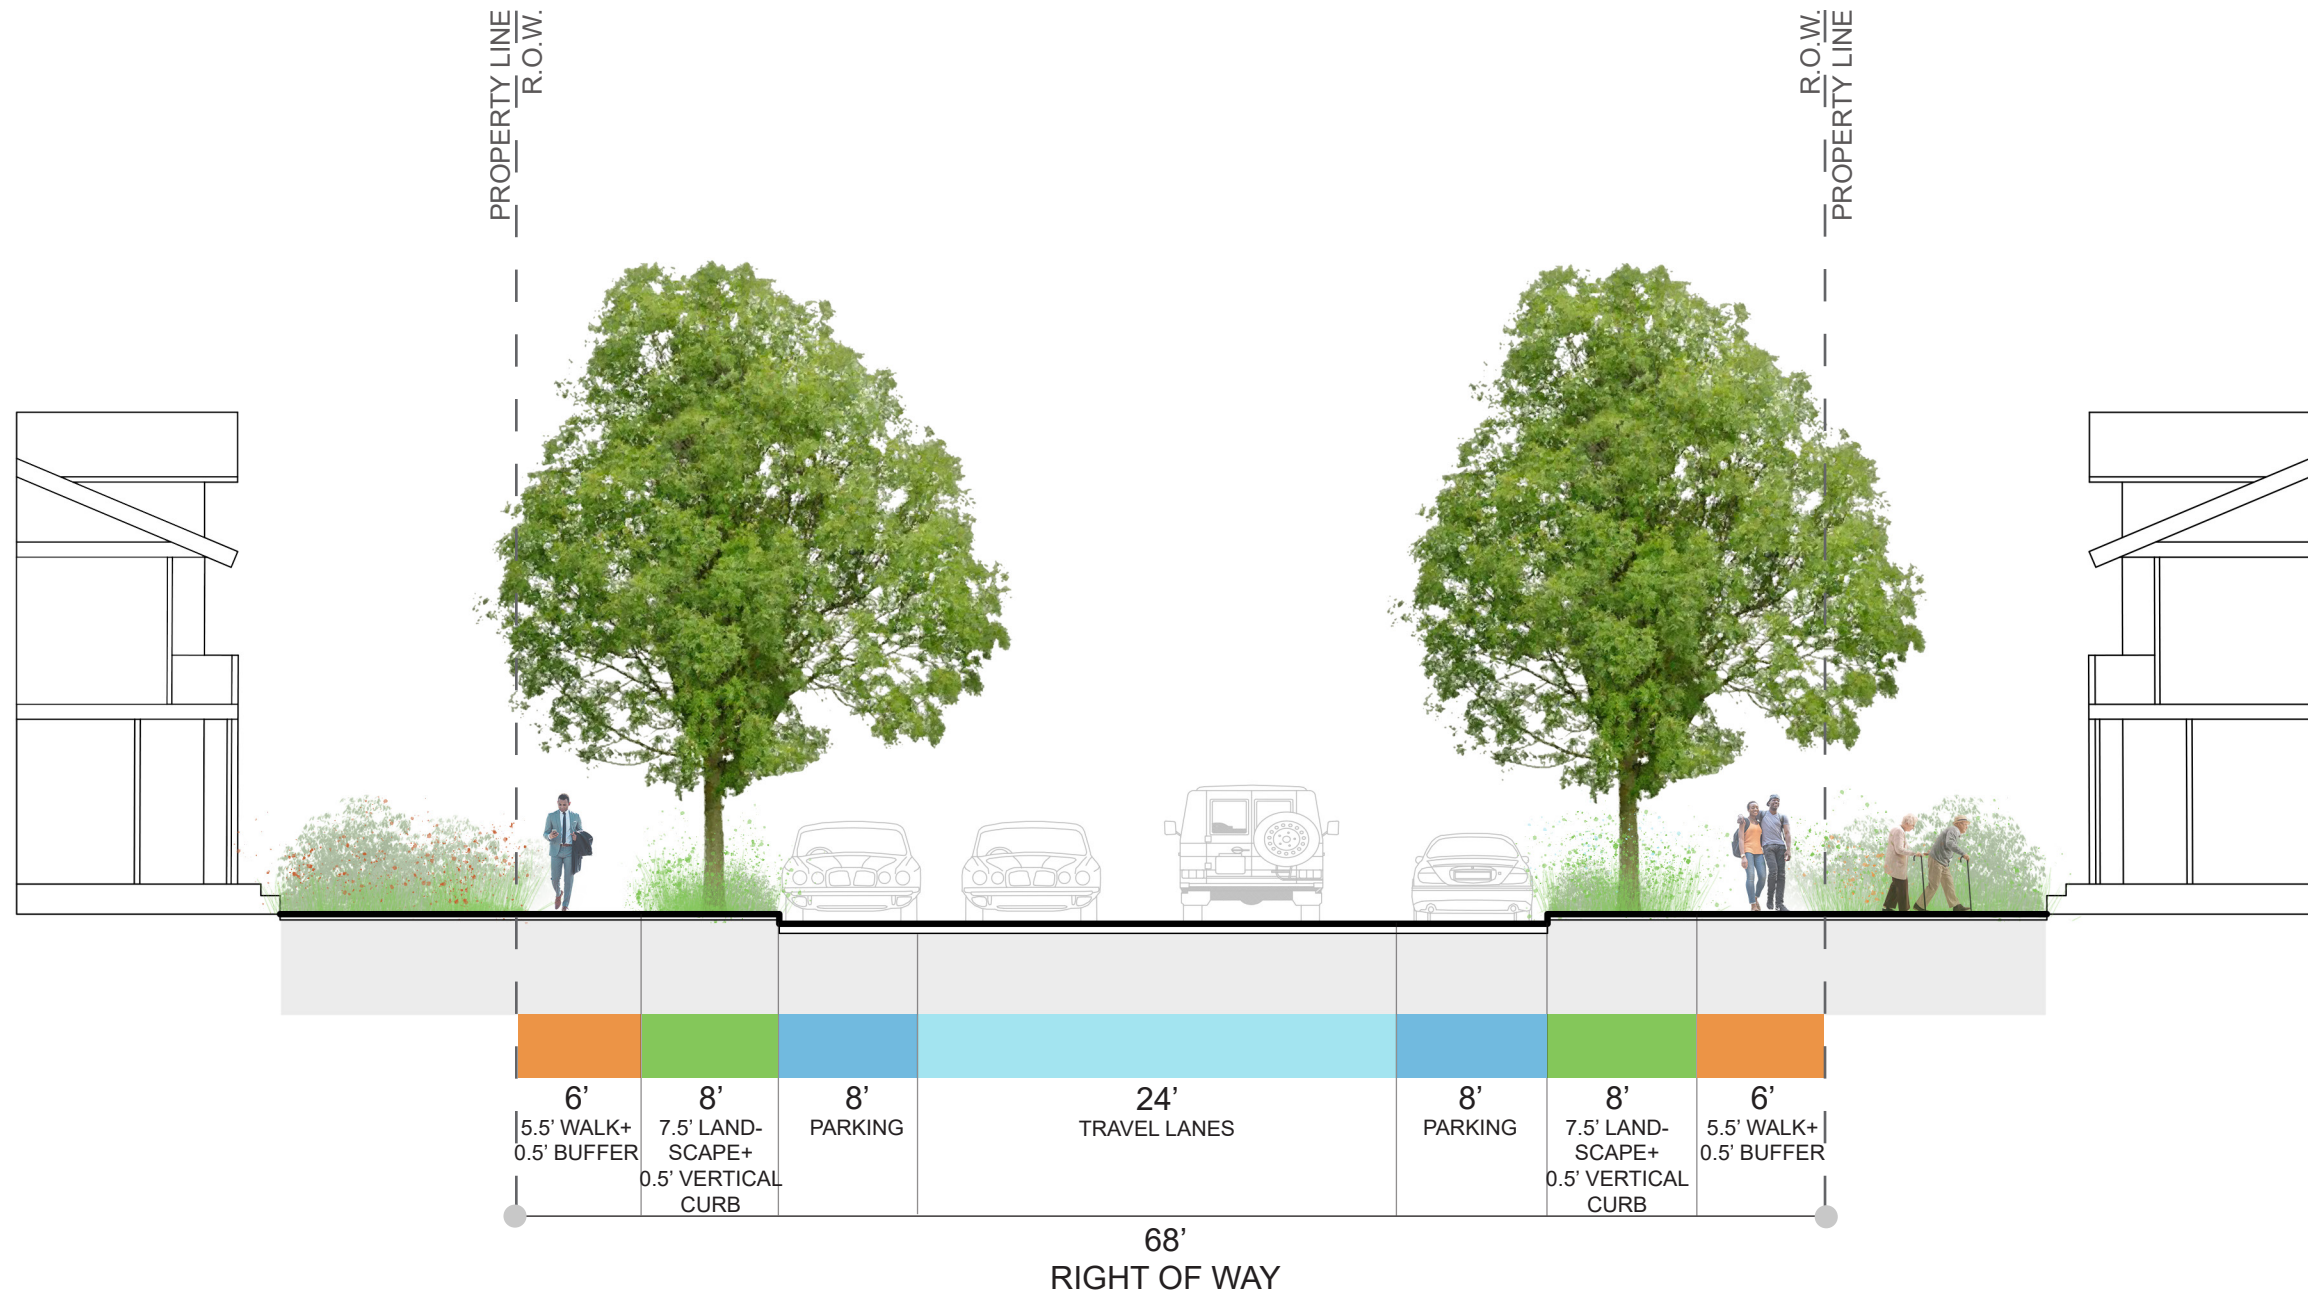 PROPERTY LINE
R.O.W.
R.O.W.
PROPERTY LINE
6’
5.5’ WALK+
0.5’ BUFFER
8’
7.5’ LAND-
SCAPE+
0.5’ VERTICAL
CURB
8’
PARKING
24’
TRAVEL LANES
8’
PARKING
8’
7.5’ LAND-
SCAPE+
0.5’ VERTICAL
CURB
6’
5.5’ WALK+
0.5’ BUFFER
68’
RIGHT OF WAY